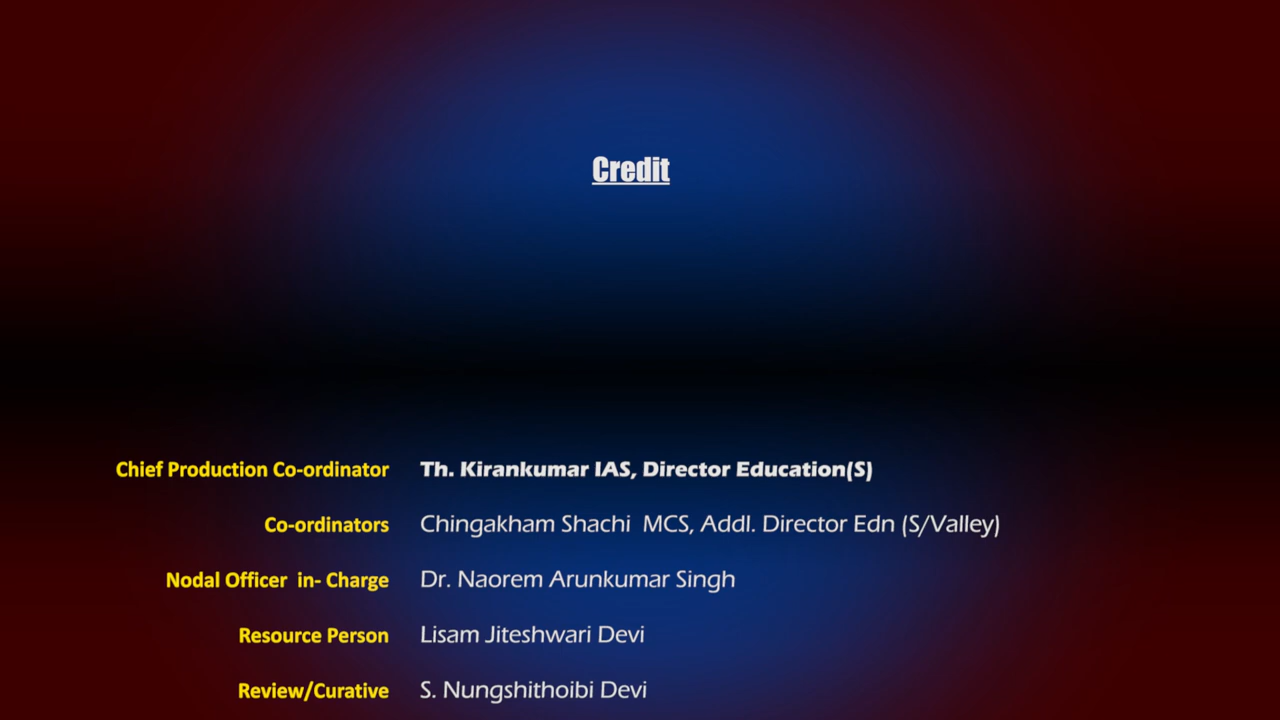 Credit
Chief Production Co-ordinator Th. Kirankumar IAS, Director Education(S)
Co-ordinators Chingakham Shachi MCS, Addl. Director Edn (S/Valley)
Nodal Officer in- Charge Dr. Naorem Arunkumar Singh
Resource Person Lisam Jiteshwari Devi
Review/Curative S. Nungshithoibi Devi